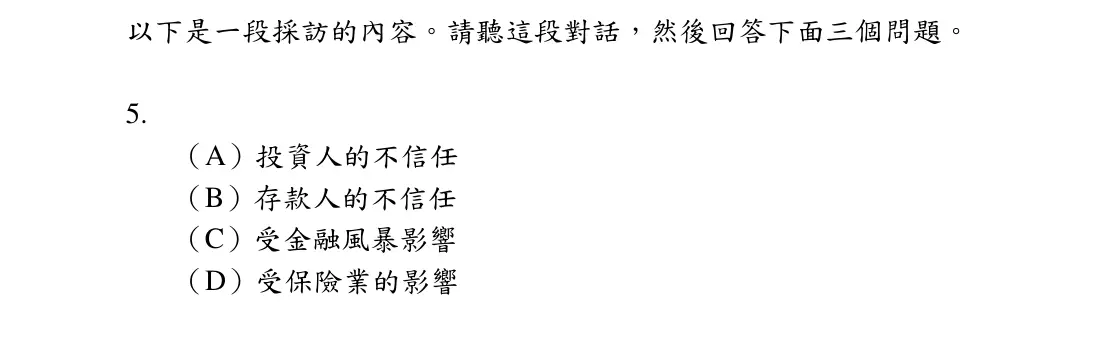 以下是一段採訪的內容。請聽這段對話，然後回答下面三個問題。
5.
（A）投資人的不信任
（B）存款人的不信任
（C）受金融風暴影響
（D）受保險業的影響